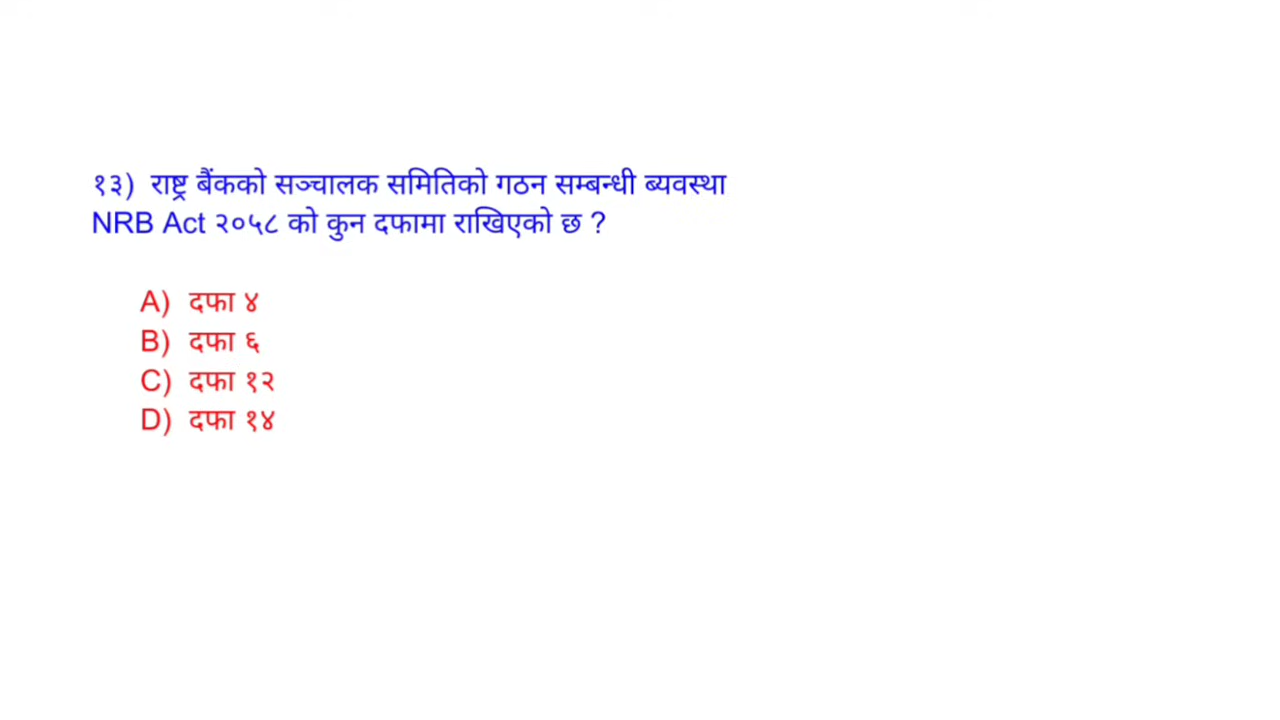 १३) राष्ट्र बैंकको सञ्चालक समितिको गठन सम्बन्धी ब्यवस्था
NRB Act २०५८ को कुन दफामा राखिएको छ ?
A) दफा ४
B) दफा ६
C) दफा १२
D) दफा १४